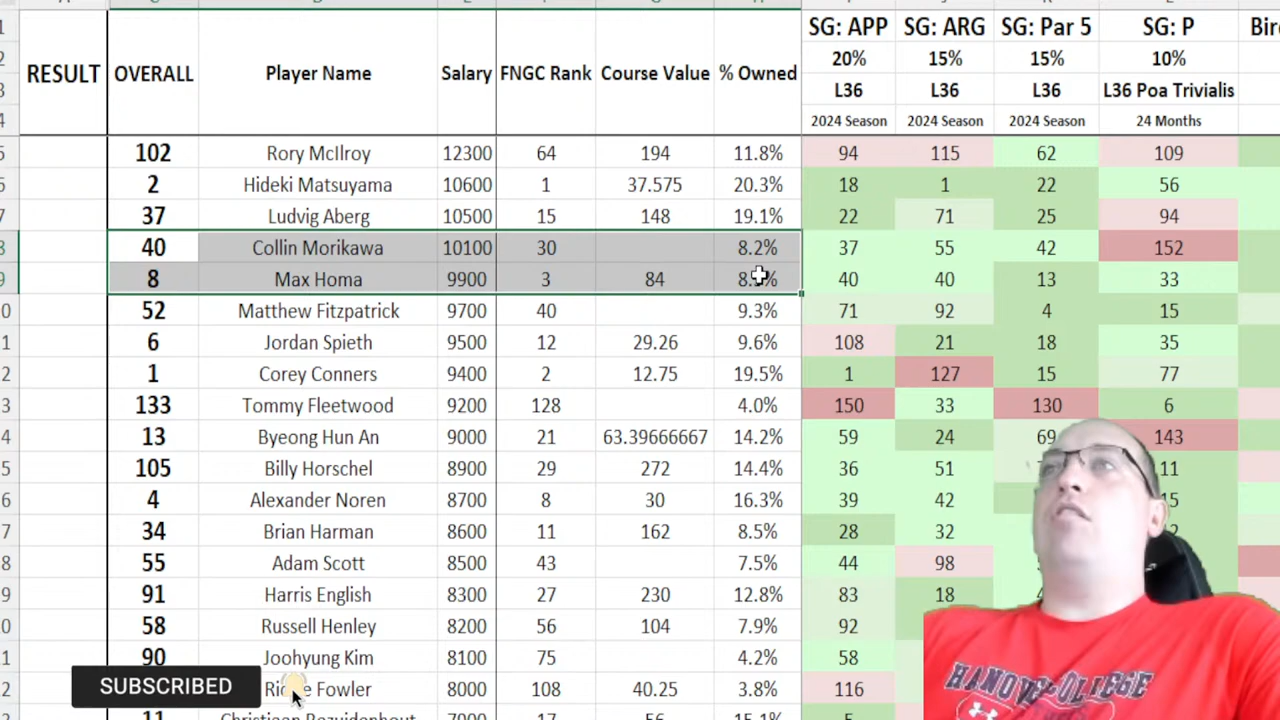 SG: APP SG: ARG SG: Par 5 SG: P
20% 15% 15% 10%
RESULT OVERALL Player Name Salary FNGC Rank Course Value % Owned
L36 L36 L36 L36 Poa Trivialis
2024 Season 2024 Season 2024 Season 24 Months
102 Rory McIlroy 12300 64 194 11.8% 94 115 62 109
2 Hideki Matsuyama 10600 1 37.575 20.3% 18 1 22 56
37 Ludvig Aberg 10500 15 148 19.1% 22 71 25 94
40 Collin Morikawa 10100 30 8.2% 37 55 42 152
8 Max Homa 9900 3 84 40 40 13 33
52 Matthew Fitzpatrick 9700 40 9.3% 71 92 4 15
6 Jordan Spieth 9500 12 29.26 9.6% 108 21 18 35
1 Corey Conners 9400 2 12.75 19.5% 1 127 15 77
133 Tommy Fleetwood 9200 128 4.0% 150 33 130 6
13 Byeong Hun An 9000 21 63.39666667 14.2% 59 24 69 143
105 Billy Horschel 8900 29 272 14.4% 36 51 11
4 Alexander Noren 8700 8 30 16.3% 39 42
34 Brian Harman 8600 11 162 8.5% 28 32
55 Adam Scott 8500 43 7.5% 44 98
91 Harris English 8300 27 230 12.8% 83 18
58 Russell Henley 8200 56 104 7.9% 92
90 Joohyung Kim 8100 75 4.2% 58
SUBSCRIBED Fowler 8000 108 40.25 3.8% 116
HANOVER COLLEGE